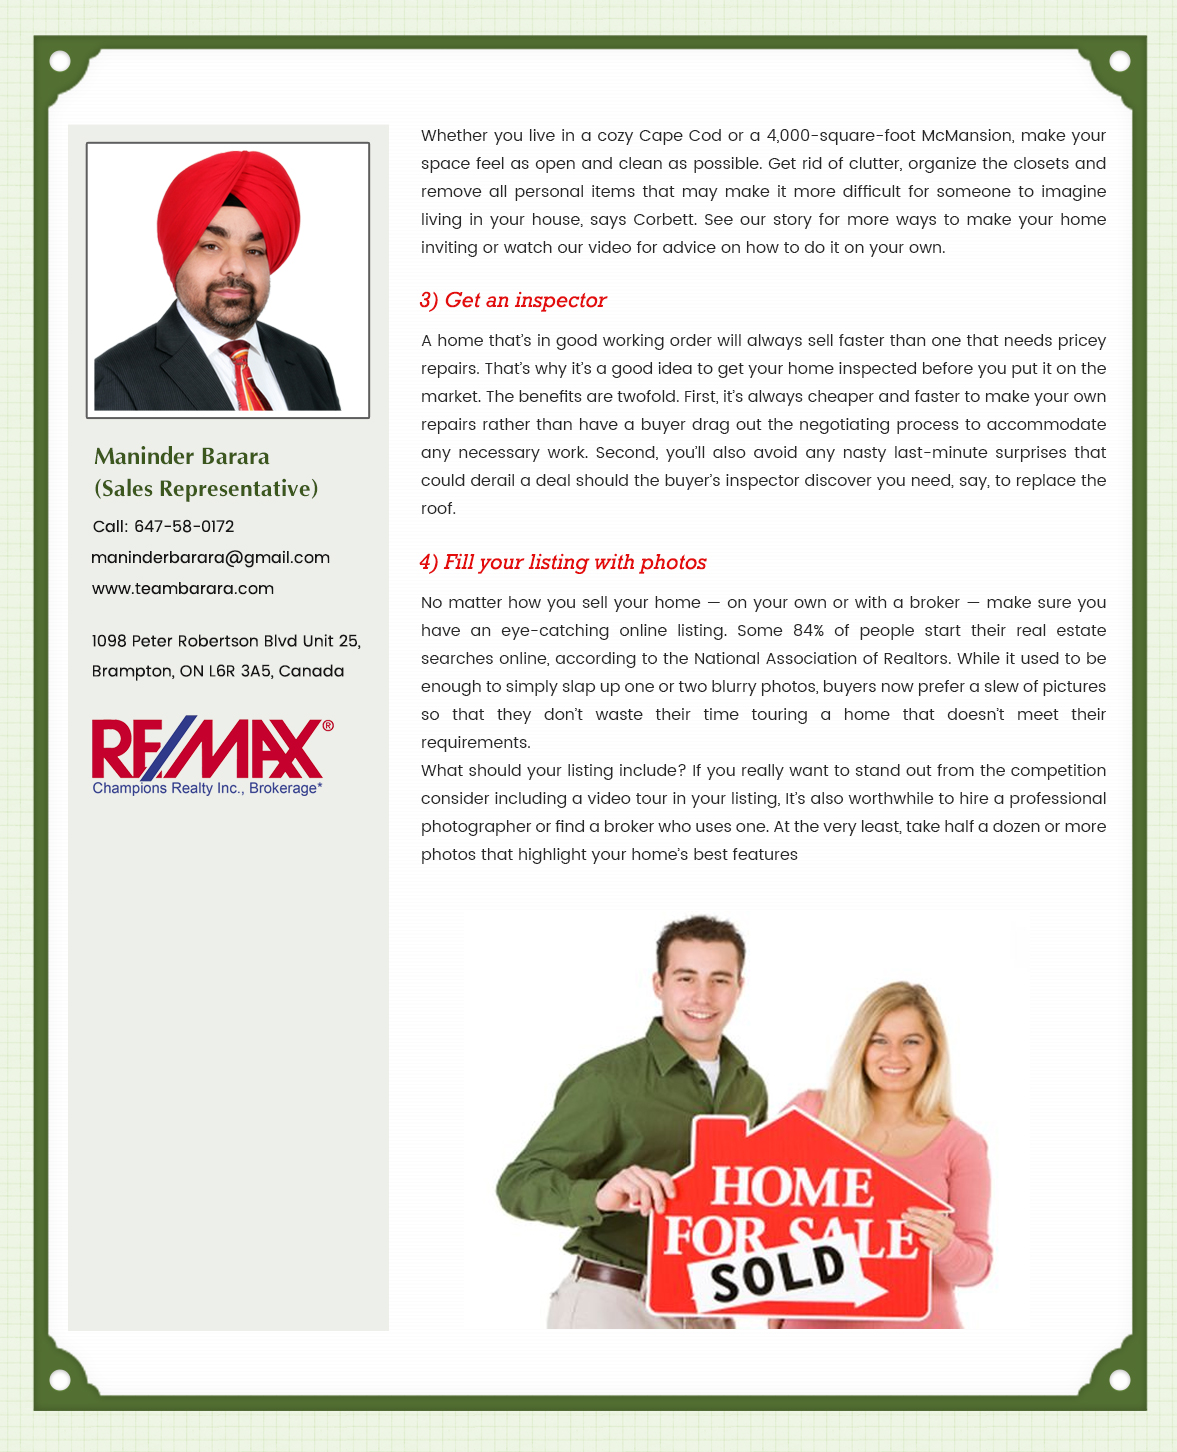 Maninder Barara
(Sales Representative)
Call: 647-58-0172
maninderbarara@gmail.com
www.teambarara.com
1098 Peter Robertson Blvd Unit 25,
Brampton, ON L6R 3A5, Canada
RE/MAX®
Champions Realty Inc., Brokerage*
Whether you live in a cozy Cape Cod or a 4,000-square-foot McMansion, make your
space feel as open and clean as possible. Get rid of clutter, organize the closets and
remove all personal items that may make it more difficult for someone to imagine
living in your house, says Corbett. See our story for more ways to make your home
inviting or watch our video for advice on how to do it on your own.
3) Get an inspector
A home that’s in good working order will always sell faster than one that needs pricey
repairs. That’s why it’s a good idea to get your home inspected before you put it on the
market. The benefits are twofold. First, it’s always cheaper and faster to make your own
repairs rather than have a buyer drag out the negotiating process to accommodate
any necessary work. Second, you’ll also avoid any nasty last-minute surprises that
could derail a deal should the buyer’s inspector discover you need, say, to replace the
roof.
4) Fill your listing with photos
No matter how you sell your home — on your own or with a broker — make sure you
have an eye-catching online listing. Some 84% of people start their real estate
searches online, according to the National Association of Realtors. While it used to be
enough to simply slap up one or two blurry photos, buyers now prefer a slew of pictures
so that they don’t waste their time touring a home that doesn’t meet their
requirements.
What should your listing include? If you really want to stand out from the competition
consider including a video tour in your listing, It’s also worthwhile to hire a professional
photographer or find a broker who uses one. At the very least, take half a dozen or more
photos that highlight your home’s best features
HOME
FOR SALE
SOLD